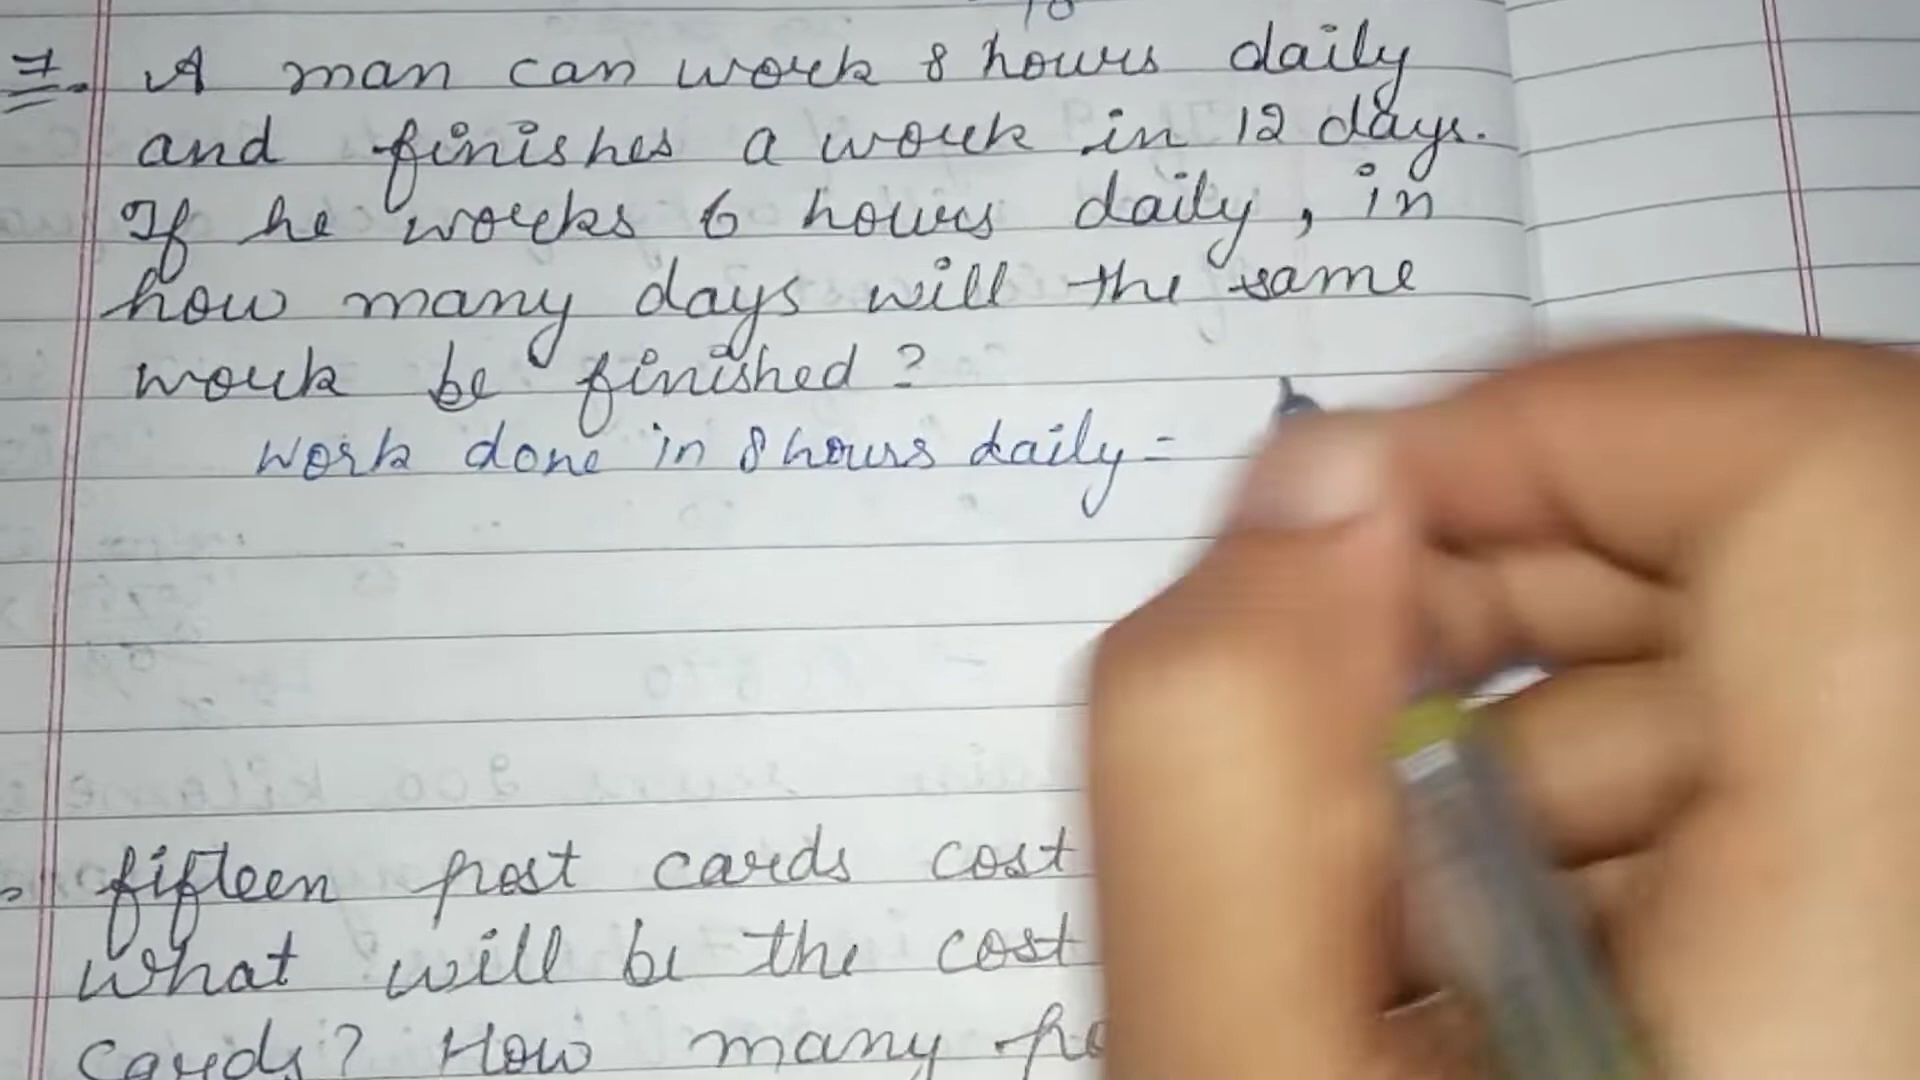 7. A man can work 8 hours daily
and finishes a work in 12 days.
If he works 6 hours daily, in
how many days will the same
work be finished?
work done in 8 hours daily =
fifteen post cards cost
What will be the cost
cards? How many